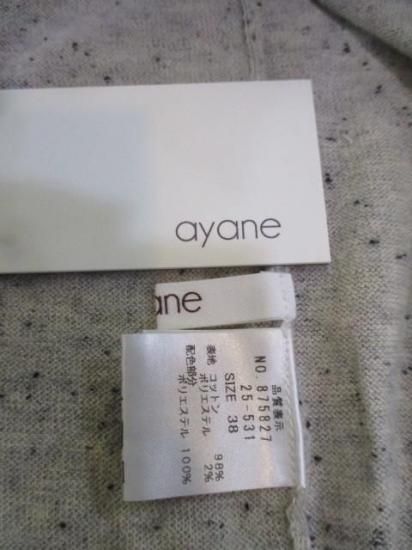 ayane
ane
品質表示
NO. 875827
25-531
SIZE 38
表地 コットン 98%
ポリエステル 2%
配色部分
ポリエステル 100%